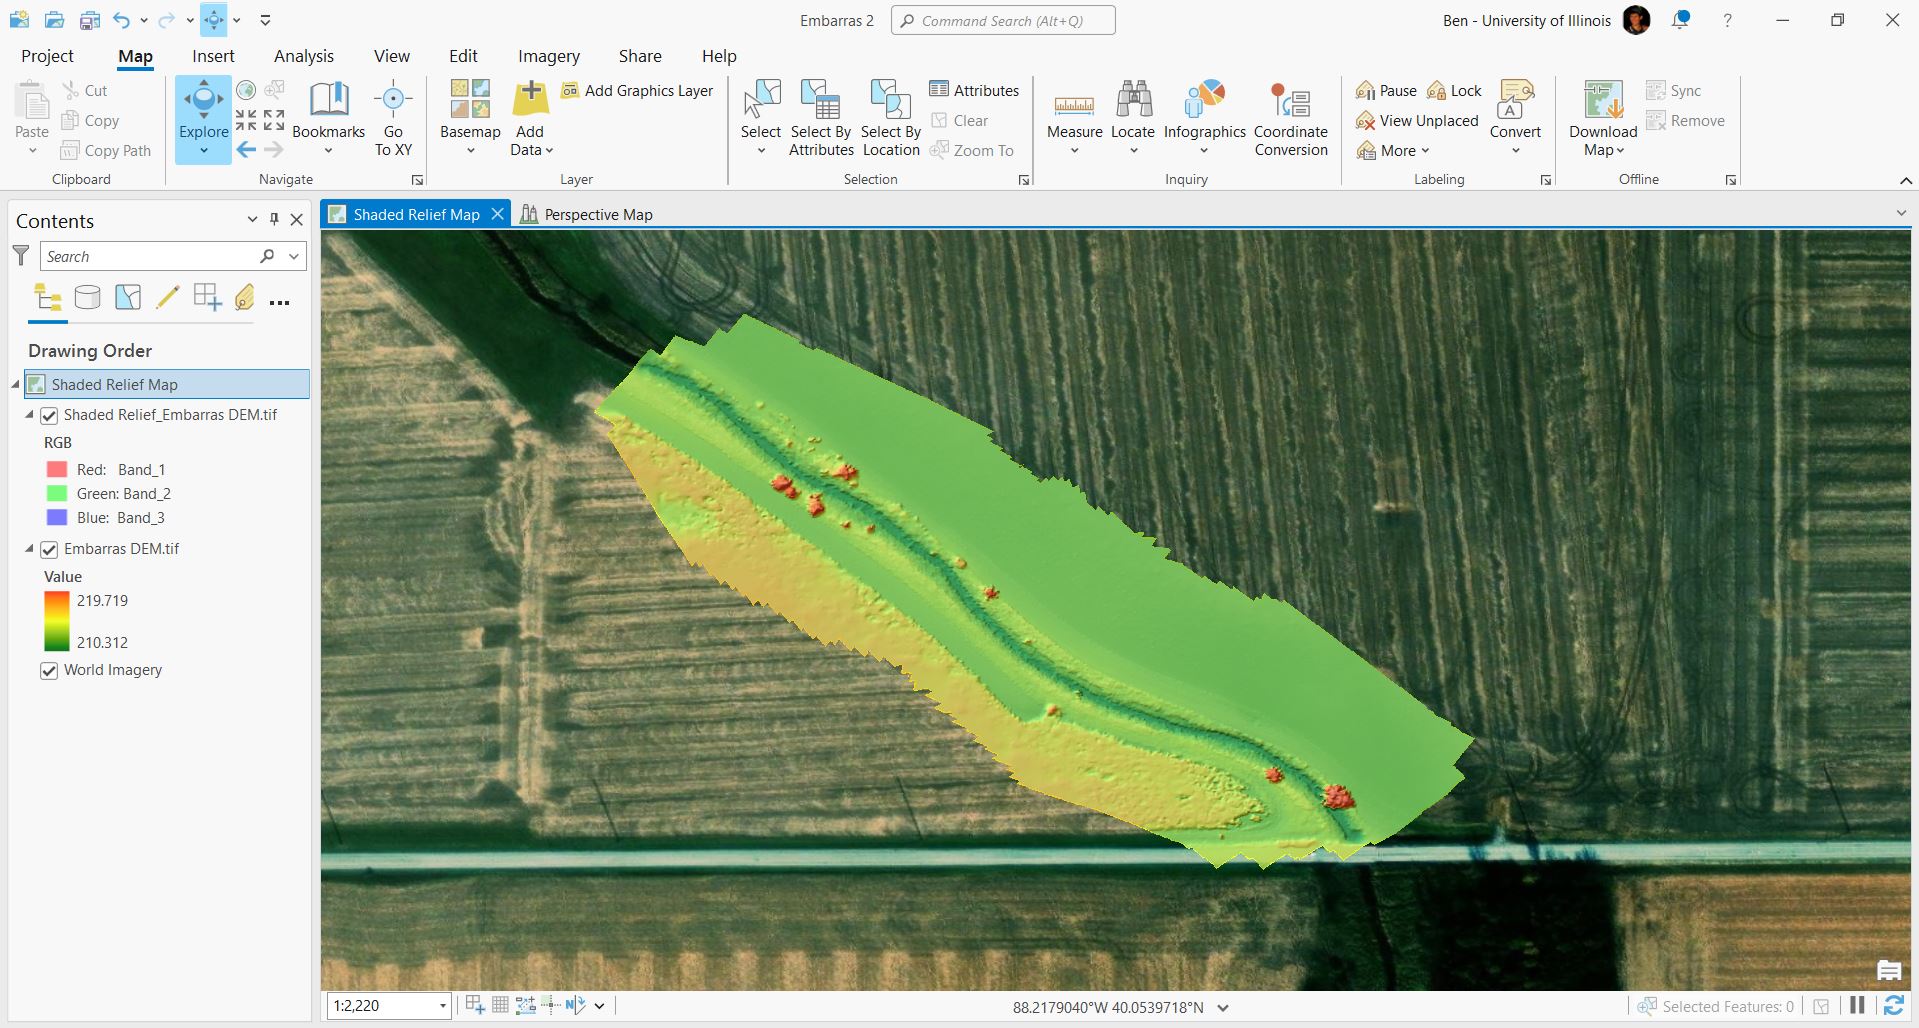 Embarras 2
Command Search (Alt+Q)
Ben - University of Illinois
?
Project
Map
Insert
Analysis
View
Edit
Imagery
Share
Help
Paste
Cut
Copy
Copy Path
Clipboard
Explore
Bookmarks
Go
To XY
Navigate
Basemap
Add
Data
Add Graphics Layer
Layer
Select
Select By
Attributes
Select By
Location
Attributes
Clear
Zoom To
Selection
Measure
Locate
Infographics
Coordinate
Conversion
Inquiry
Pause
Lock
View Unplaced
More
Convert
Labeling
Download
Map
Sync
Remove
Offline
Contents
Search
Drawing Order
Shaded Relief Map
Shaded Relief_Embarras DEM.tif
RGB
Red: Band_1
Green: Band_2
Blue: Band_3
Embarras DEM.tif
Value
219.719
210.312
World Imagery
Shaded Relief Map
Perspective Map
1:2,220
88.2179040°W 40.0539718°N
Selected Features: 0